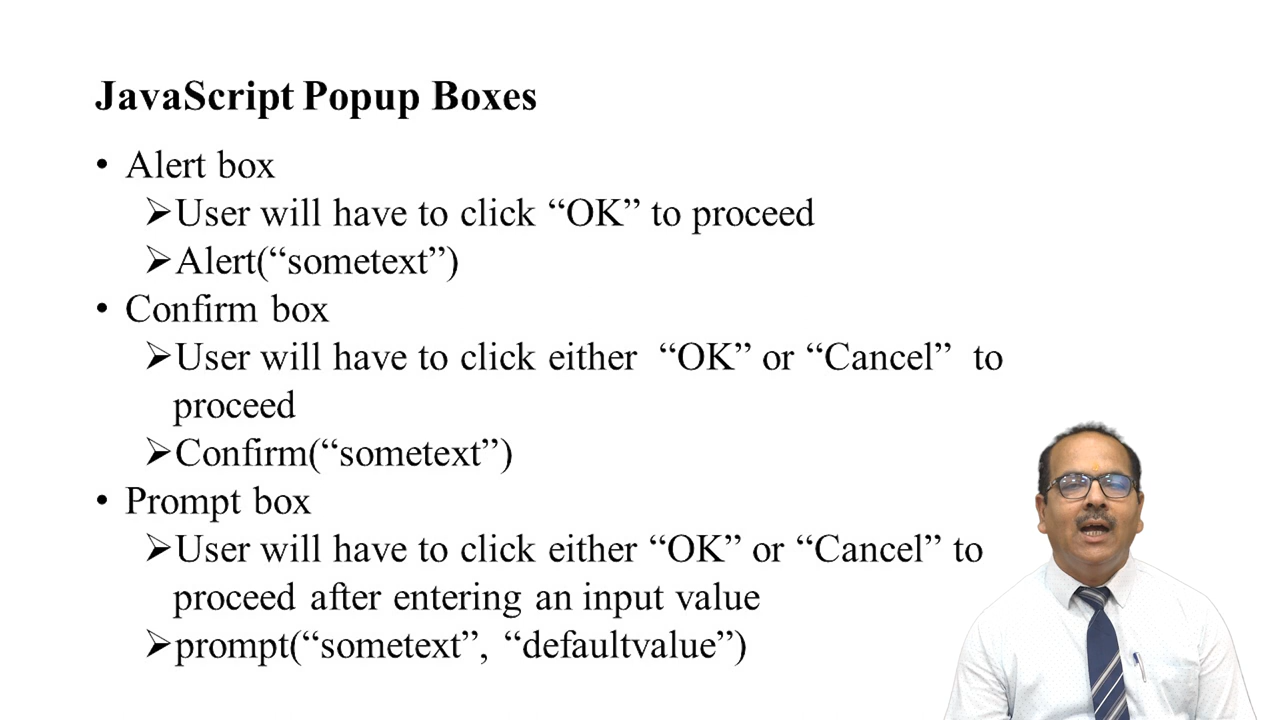 JavaScript Popup Boxes
• Alert box
➢User will have to click “OK” to proceed
➢Alert(“sometext”)
• Confirm box
➢User will have to click either “OK” or “Cancel” to
proceed
➢Confirm(“sometext”)
• Prompt box
➢User will have to click either “OK” or “Cancel” to
proceed after entering an input value
➢prompt(“sometext”, “defaultvalue”)